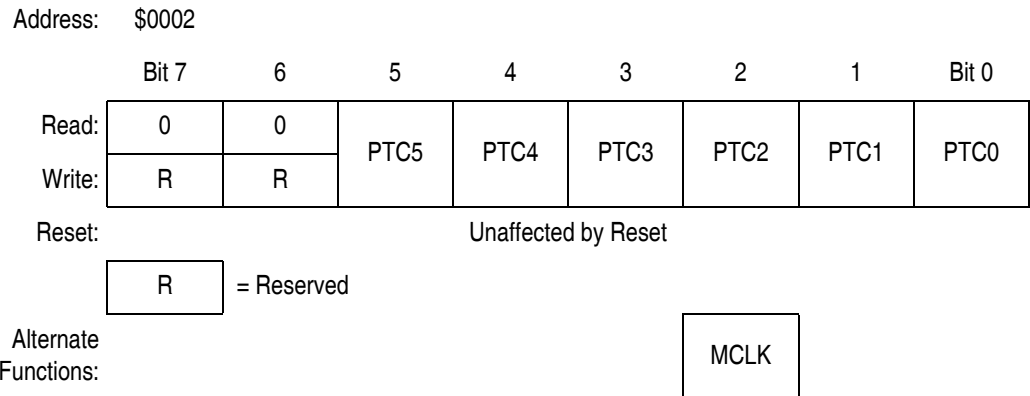 Address: $0002
Bit 7 6 5 4 3 2 1 Bit 0
Read: 0 0 PTC5 PTC4 PTC3 PTC2 PTC1 PTC0
Write: R R
Reset: Unaffected by Reset
R = Reserved
Alternate
Functions:
MCLK